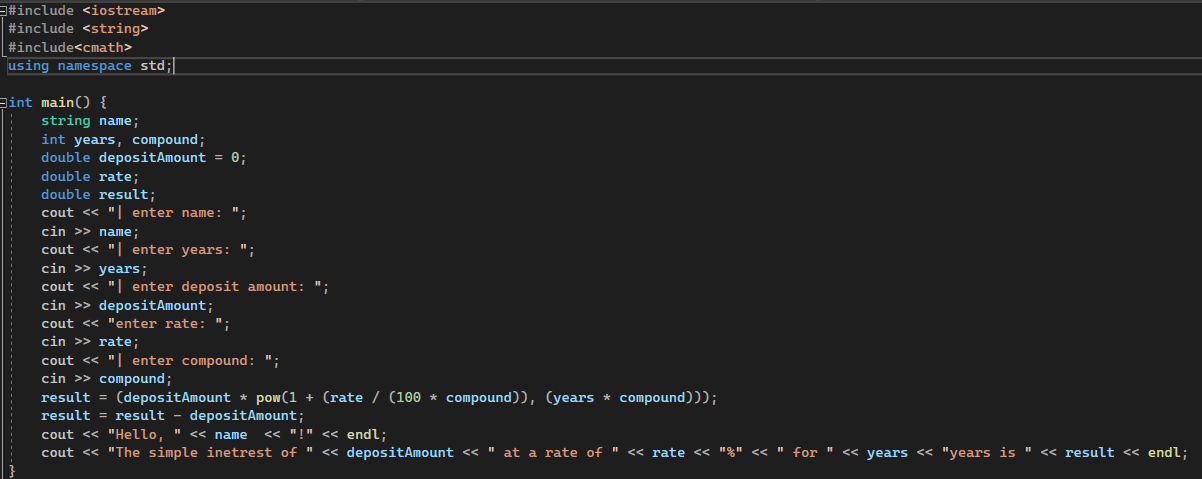 #include <iostream>
#include <string>
#include<cmath>
using namespace std;
int main() {
string name;
int years, compound;
double depositAmount = 0;
double rate;
double result;
cout << "| enter name: ";
cin >> name;
cout << "| enter years: ";
cin >> years;
cout << "| enter deposit amount: ";
cin >> depositAmount;
cout << "enter rate: ";
cin >> rate;
cout << "| enter compound: ";
cin >> compound;
result = (depositAmount * pow(1 + (rate / (100 * compound)), (years * compound)));
result = result - depositAmount;
cout << "Hello, " << name  << "!" << endl;
cout << "The simple inetrest of " << depositAmount << " at a rate of " << rate << "%" << " for " << years << "years is " << result << endl;
}